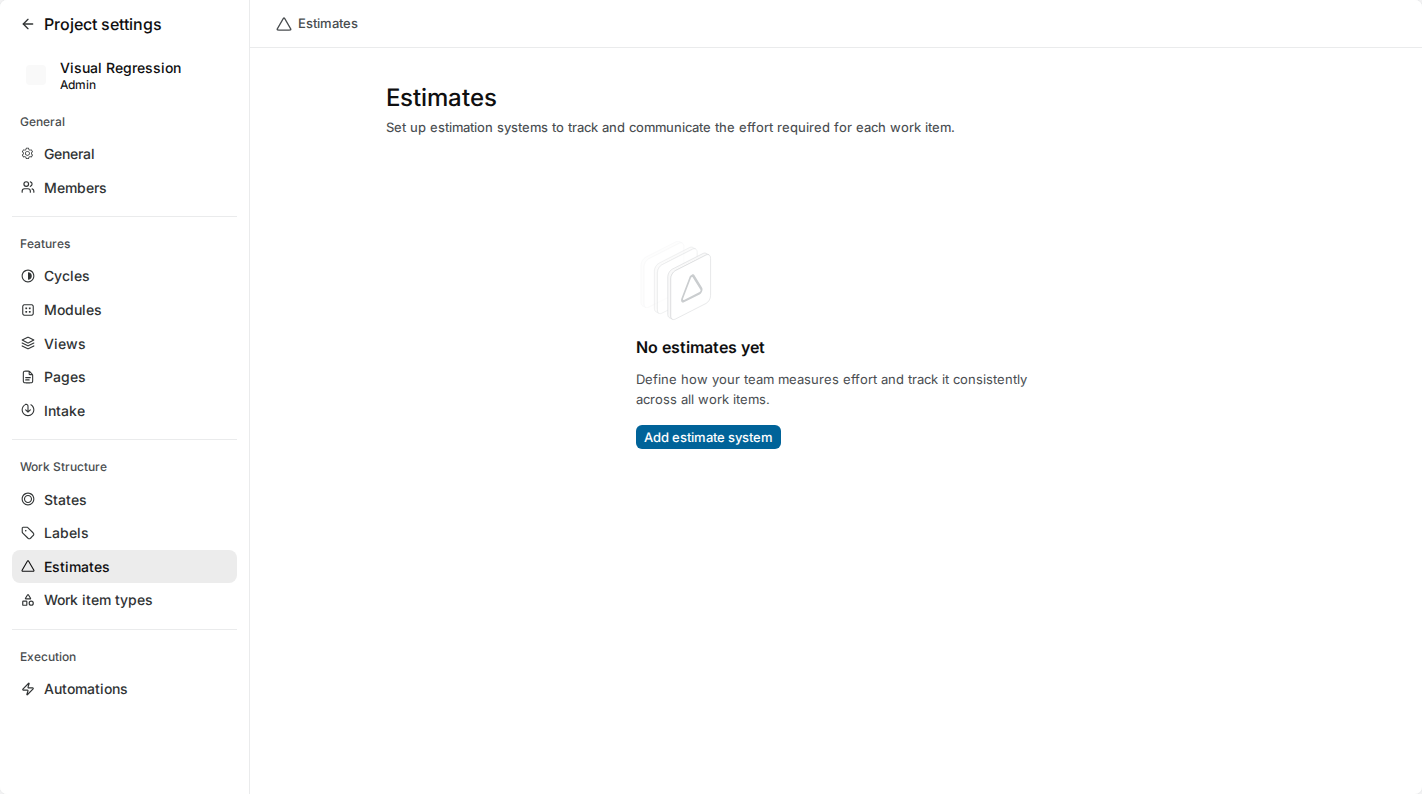 Project settings
Visual Regression
Admin
General
General
Members
Features
Cycles
Modules
Views
Pages
Intake
Work Structure
States
Labels
Estimates
Work item types
Execution
Automations
Estimates
Estimates
Set up estimation systems to track and communicate the effort required for each work item.
No estimates yet
Define how your team measures effort and track it consistently
across all work items.
Add estimate system